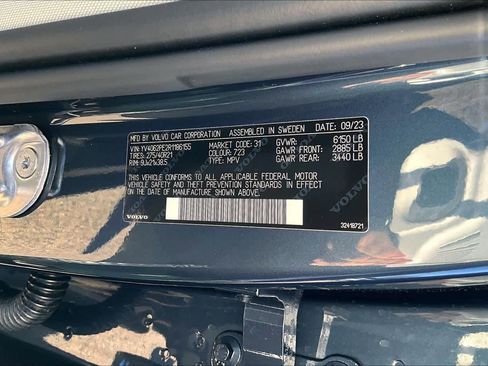 MFD BY VOLVO CAR CORPORATION ASSEMBLED IN SWEDEN DATE: 09/23
VIN: YV4062PE2R1186155 MARKET CODE: 31 GVWR: 6150 LB
TIRES: 275/40R21 COLOUR: 723 GAWR FRONT: 2885 LB
RIM: 9Jx21x38.5 TYPE: MPV GAWR REAR: 3440 LB
THIS VEHICLE CONFORMS TO ALL APPLICABLE FEDERAL MOTOR
VEHICLE SAFETY AND THEFT PREVENTION STANDARDS IN EFFECT ON THE
DATE OF MANUFACTURE SHOWN ABOVE.
VOLVO 32418721